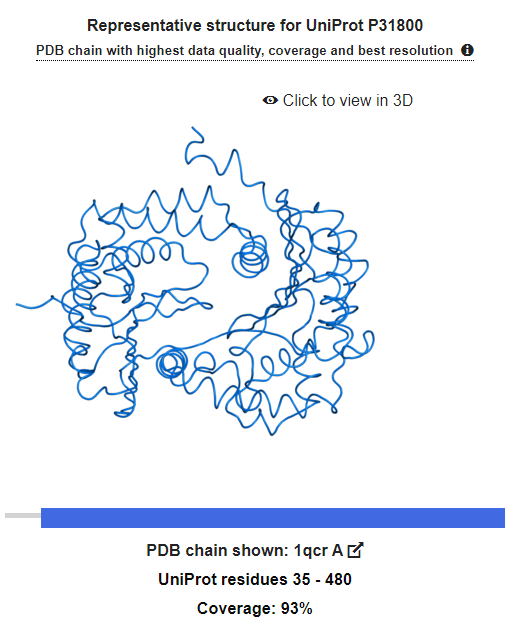 Representative structure for UniProt P31800
PDB chain with highest data quality, coverage and best resolution
Click to view in 3D
PDB chain shown: 1qcr A
UniProt residues 35 - 480
Coverage: 93%